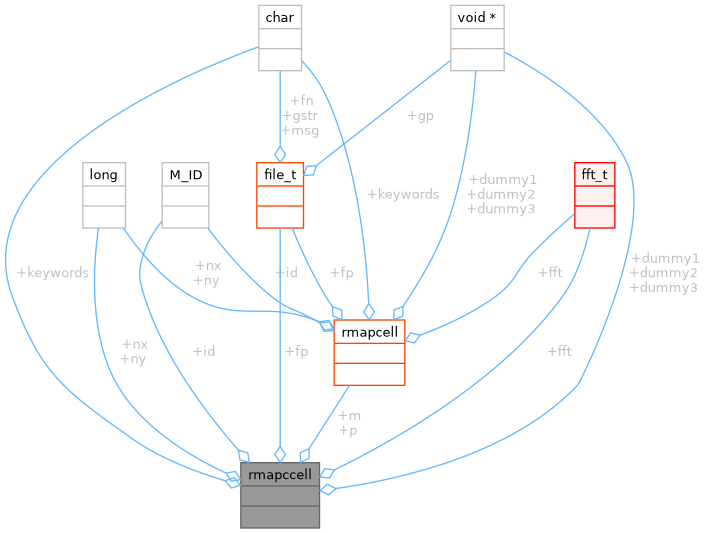 char
void *
+fn
+gstr
+msg
+gp
long
M_ID
file_t
fft_t
+keywords
+dummy1
+dummy2
+dummy3
+keywords
+nx
+ny
+id
+fp
+fft
+dummy1
+dummy2
+dummy3
rmapcell
+nx
+ny
+id
+fp
+fft
+m
+p
rmapccell